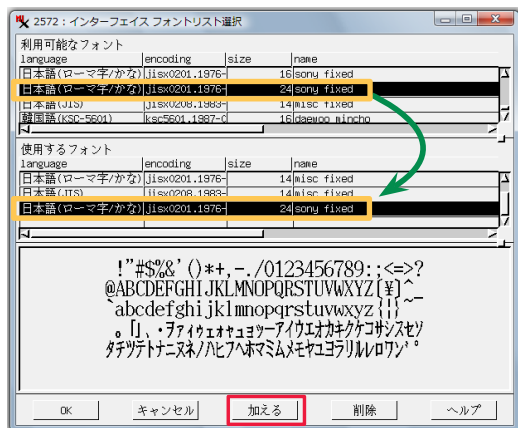 2572：インターフェイス フォントリスト選択
利用可能なフォント
language encoding size name
日本語(ローマ字/かな) jisx0201.1976- 16 sony fixed
日本語(ローマ字/かな) jisx0201.1976- 24 sony fixed
日本語(JIS) jisx0208.1983- 14 misc fixed
韓国語(KSC-5601) ksc5601.1987-0 16 daewoo mincho
使用するフォント
language encoding size name
日本語(ローマ字/かな) jisx0201.1976- 14 misc fixed
日本語(JIS) jisx0208.1983- 14 misc fixed
日本語(ローマ字/かな) jisx0201.1976- 24 sony fixed
!"#$%&'()*+,-./0123456789:;<=>?
@ABCDEFGHIJKLMNOPQRSTUVWXYZ[¥]^_
`abcdefghijklmnopqrstuvwxyz{|}‾
｡｢｣､･ｦｧｨｩｪｫｬｭｮｯｰｱｲｳｴｵｶｷｸｹｺｻｼｽｾｿ
ﾀﾁﾂﾃﾄﾅﾆﾇﾈﾉﾊﾋﾌﾍﾎﾏﾐﾑﾒﾓﾔﾕﾖﾗﾘﾙﾚﾛﾜﾝﾞﾟ
OK キャンセル 加える 削除 ヘルプ